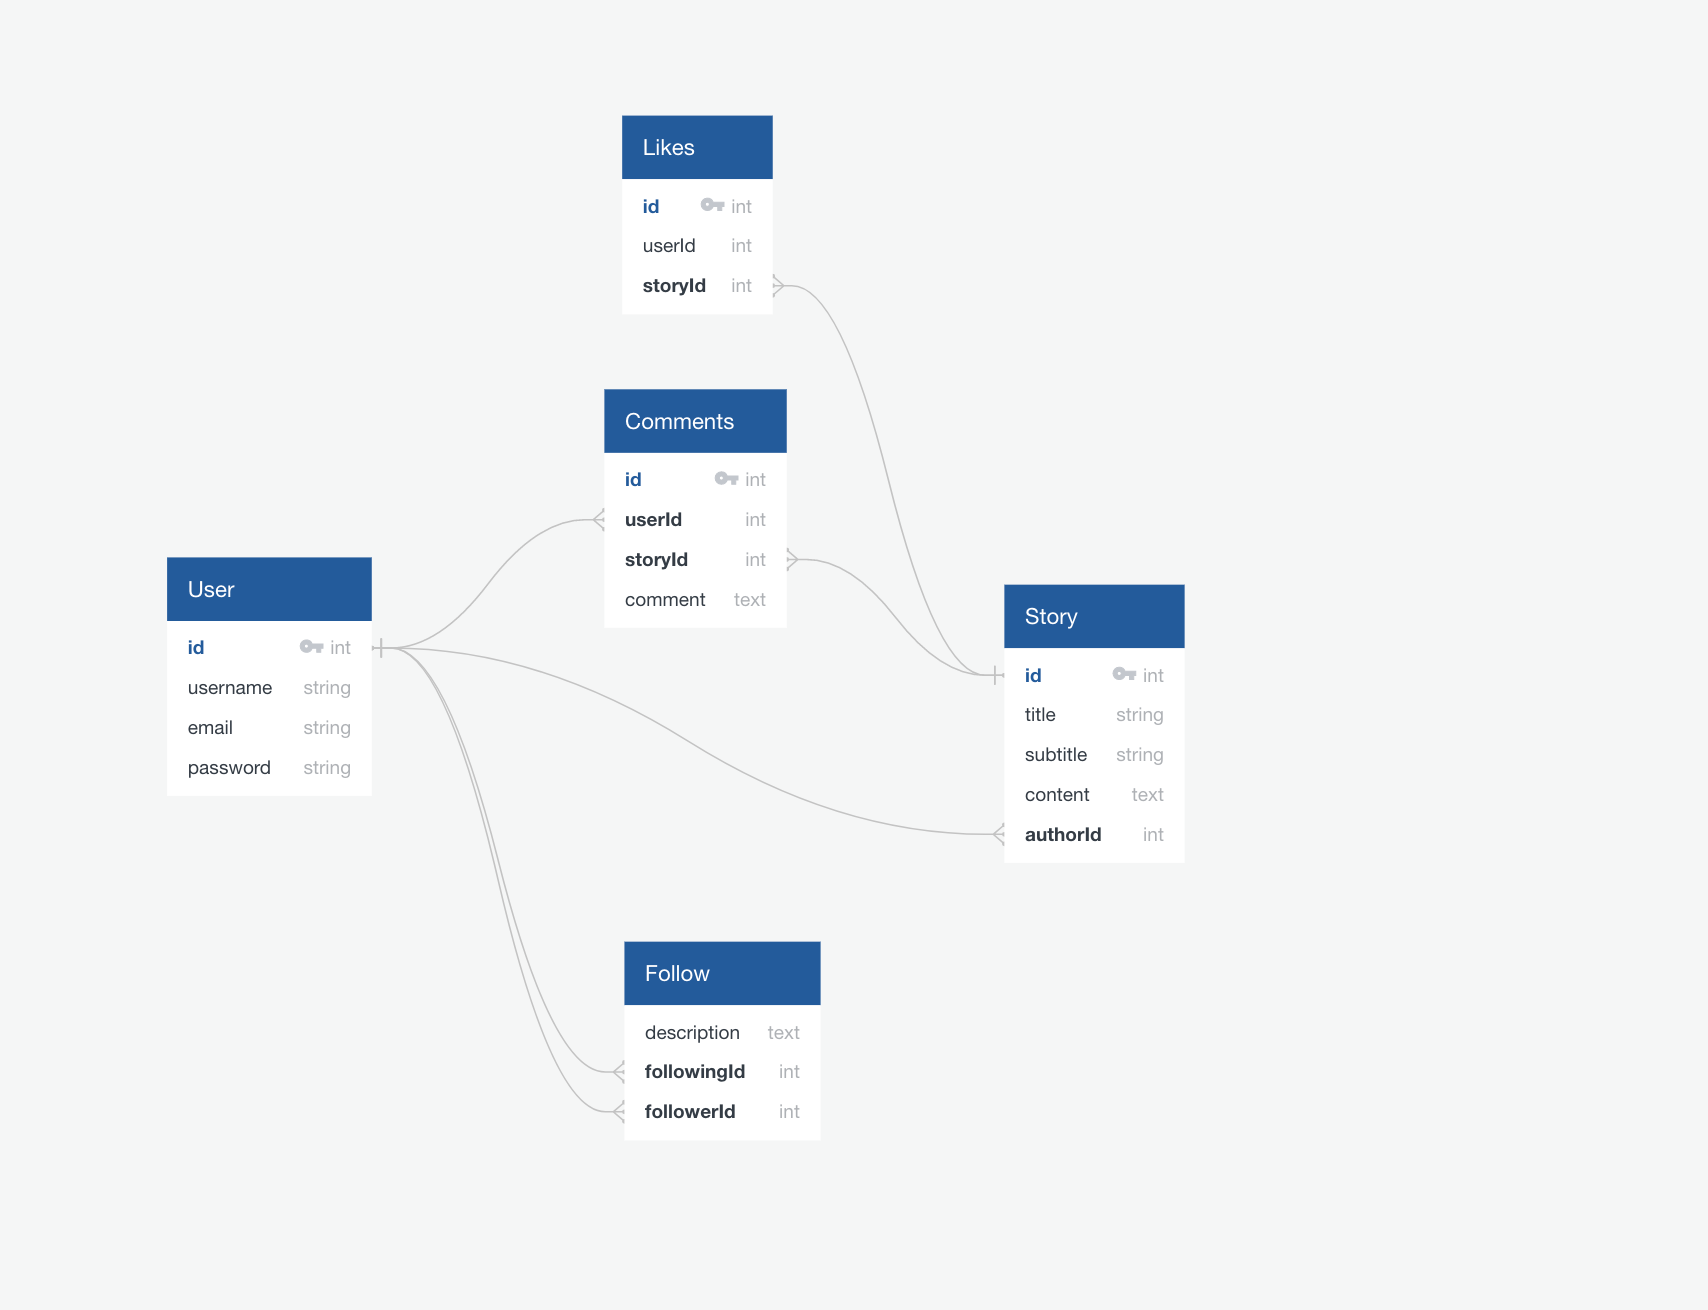 Likes
id int
userId int
storyId int
Comments
id int
userId int
storyId int
comment text
User
id int
username string
email string
password string
Story
id int
title string
subtitle string
content text
authorId int
Follow
description text
followingId int
followerId int